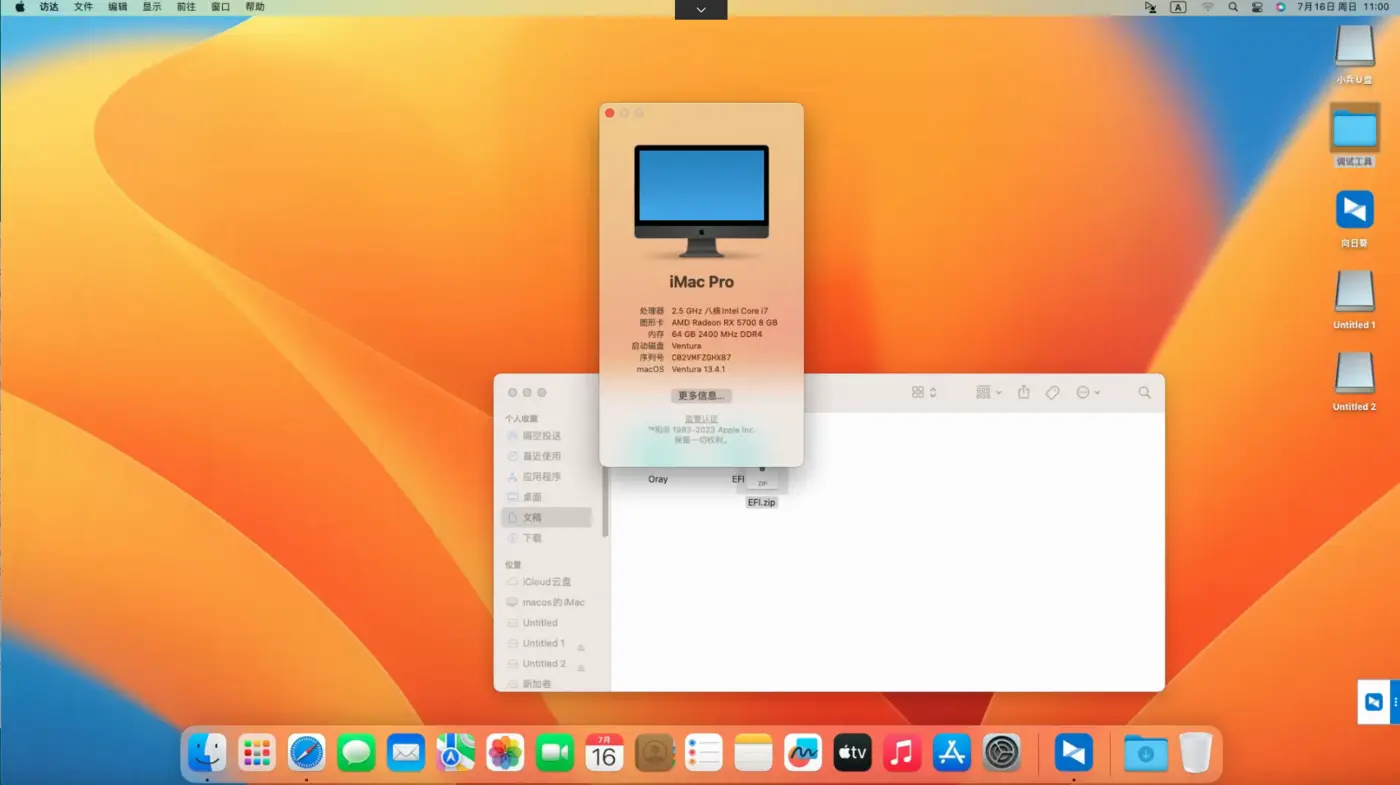 访达 文件 编辑 显示 前往 窗口 帮助
A
7月16日 周日 11:00
小兵U盘
调试工具
向日葵
Untitled 1
Untitled 2
iMac Pro
处理器 2.5 GHz 八核Intel Core i7
图形卡 AMD Radeon RX 5700 8 GB
内存 64 GB 2400 MHz DDR4
启动磁盘 Ventura
序列号 C02VMFZGHX87
macOS Ventura 13.4.1
更多信息...
监管认证
™和© 1983-2023 Apple Inc.
保留一切权利。
个人收藏
隔空投送
最近使用
应用程序
桌面
文稿
下载
位置
iCloud云盘
macos的iMac
Untitled
Untitled 1
Untitled 2
新加卷
Oray
EFI
ZIP
EFI.zip
7月
16
tv